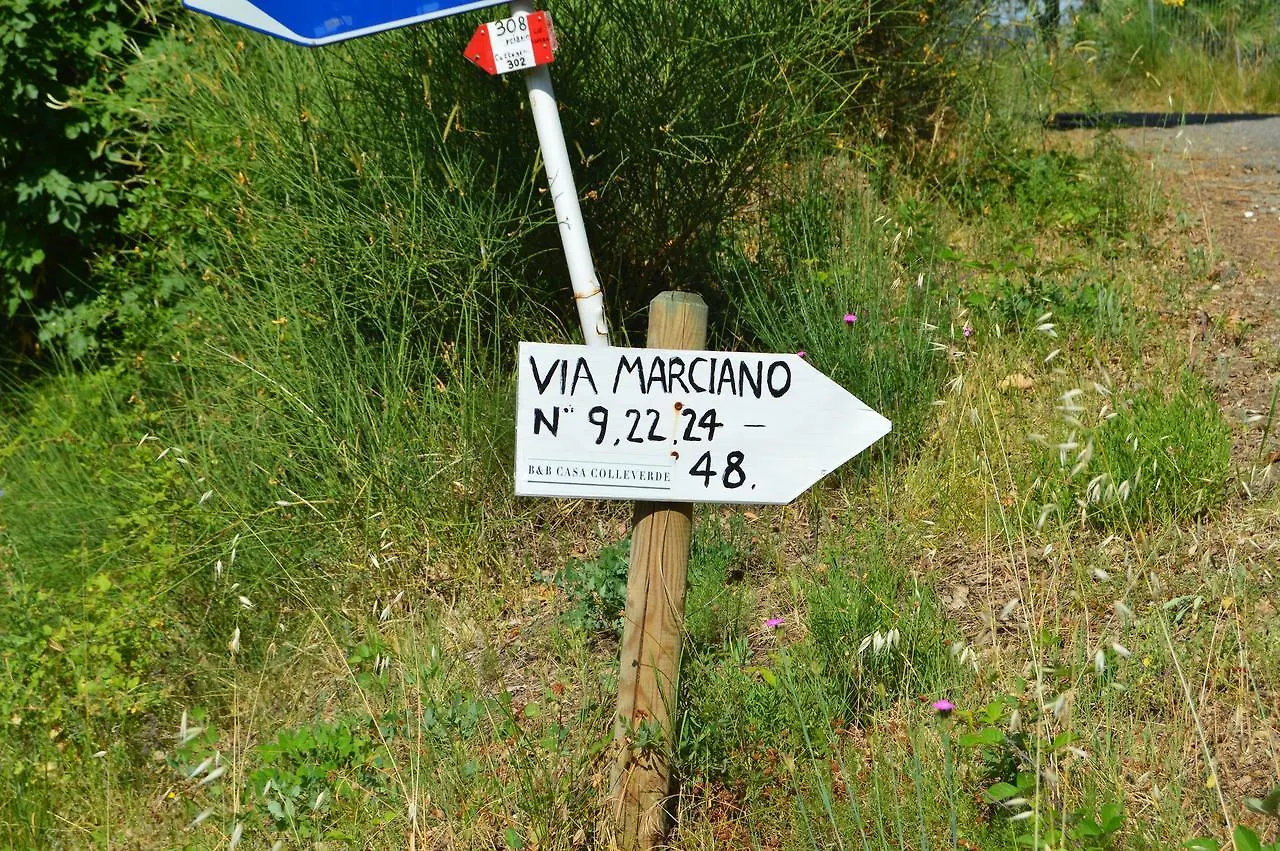 308
302
VIA MARCIANO
N° 9,22,24 –
48.
B&B CASA COLLEVERDE